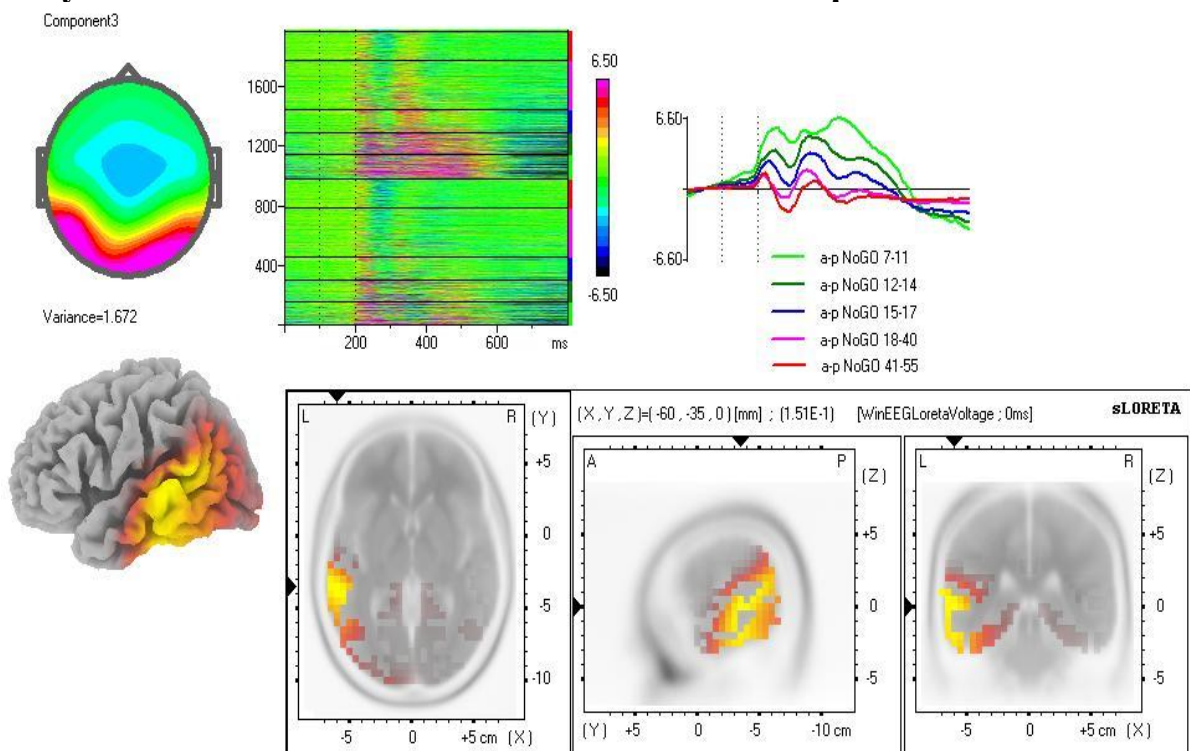 Component3
Variance=1.672
6.50
-6.50
1600
1200
800
400
200 400 600 ms
6.60
-6.60
a-p NoGO 7-11
a-p NoGO 12-14
a-p NoGO 15-17
a-p NoGO 18-40
a-p NoGO 41-55
(X, Y, Z)=(-60, -35, 0) [mm] ; (1.51E-1) [WinEEGLoretaVoltage ; 0ms] sLORETA
L R (Y)
+5
0
-5
-10
-5 0 +5 cm (X)
A P (Z)
+5
0
-5
(Y) +5 0 -5 -10 cm
L R (Z)
+5
0
-5
-5 0 +5 cm (X)